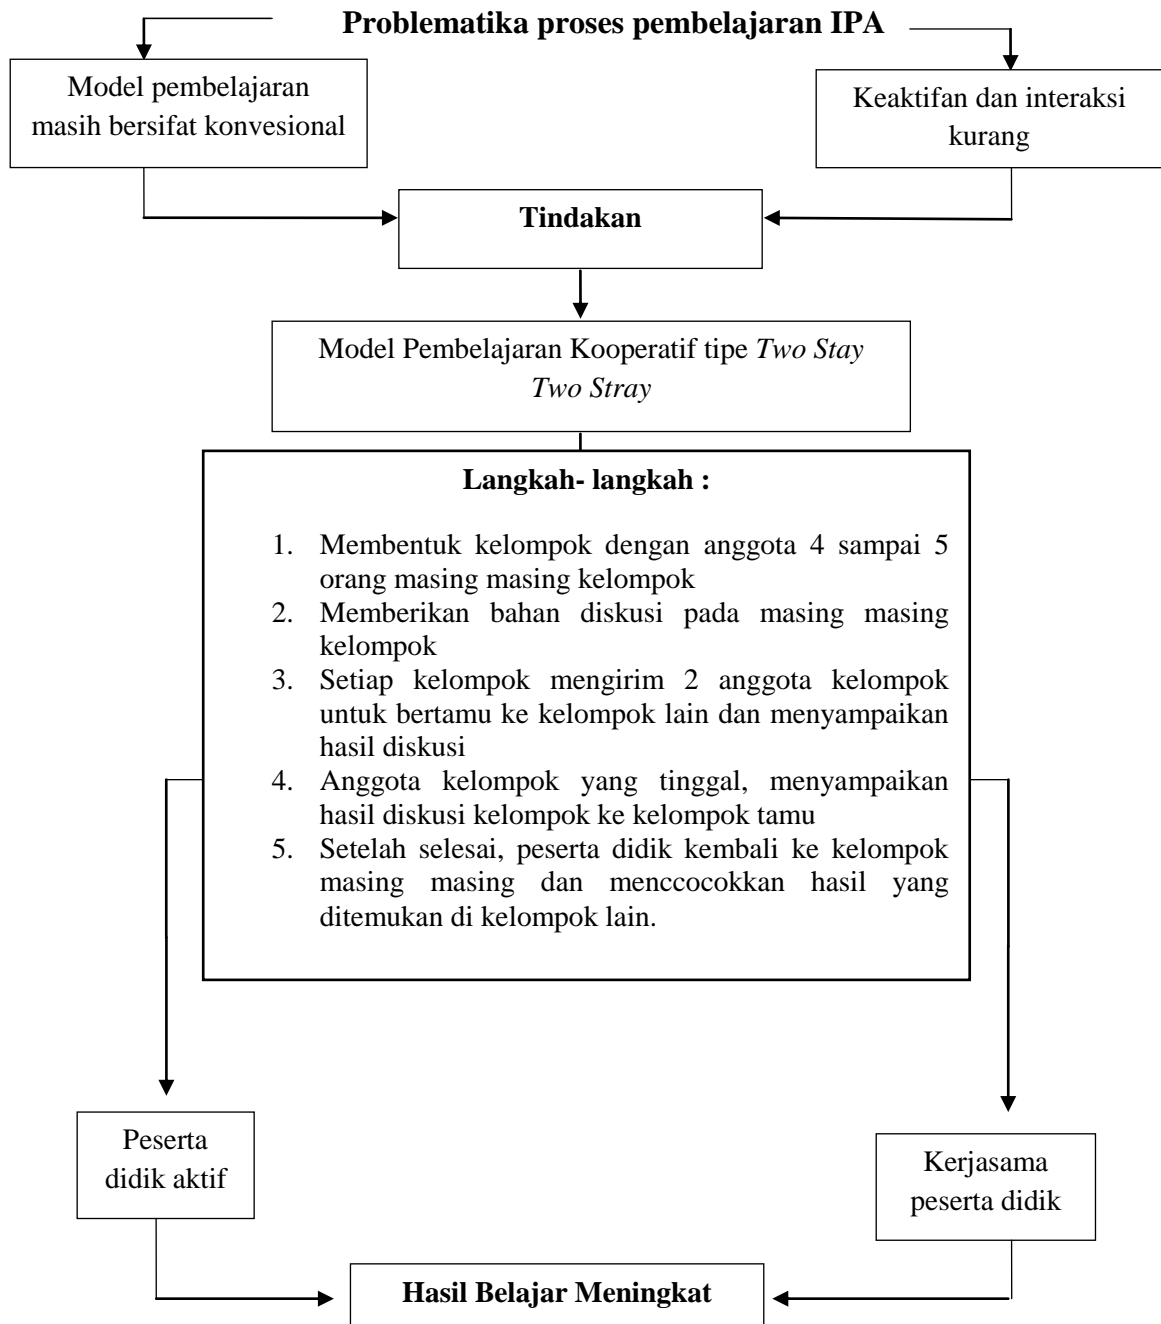 Problematika proses pembelajaran IPA
Model pembelajaran
masih bersifat konvesional
Keaktifan dan interaksi
kurang
Tindakan
Model Pembelajaran Kooperatif tipe Two Stay
Two Stray
Langkah- langkah :
1. Membentuk kelompok dengan anggota 4 sampai 5
orang masing masing kelompok
2. Memberikan bahan diskusi pada masing masing
kelompok
3. Setiap kelompok mengirim 2 anggota kelompok
untuk bertamu ke kelompok lain dan menyampaikan
hasil diskusi
4. Anggota kelompok yang tinggal, menyampaikan
hasil diskusi kelompok ke kelompok tamu
5. Setelah selesai, peserta didik kembali ke kelompok
masing masing dan menccocokkan hasil yang
ditemukan di kelompok lain.
Peserta
didik aktif
Kerjasama
peserta didik
Hasil Belajar Meningkat